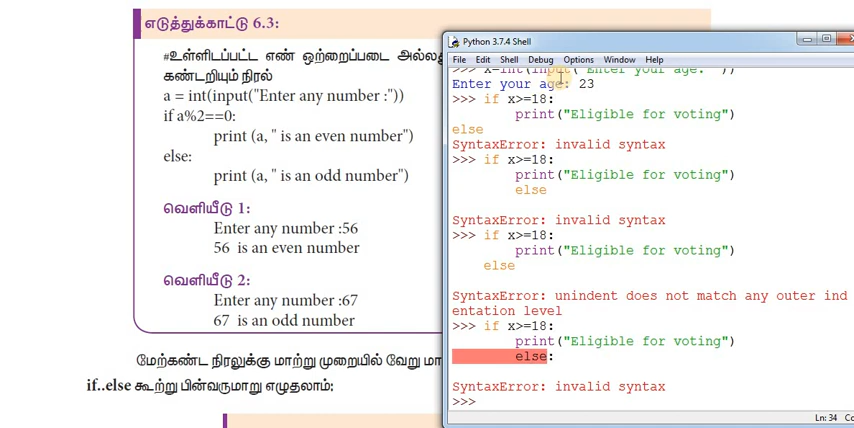 எடுத்துக்காட்டு 6.3:
#உள்ளிடப்பட்ட எண் ஒற்றைப்படை
கண்டறியும் நிரல்
a = int(input("Enter any number :"))
if a%2==0:
print (a, " is an even number")
else:
print (a, " is an odd number")
வெளியீடு 1:
Enter any number :56
56 is an even number
வெளியீடு 2:
Enter any number :67
67 is an odd number
மேற்கண்ட நிரலுக்கு மாற்று முறையில் வேறு
if..else கூற்று பின்வருமாறு எழுதலாம்;
Python 3.7.4 Shell
File Edit Shell Debug Options Window Help
>>> x=int(input("Enter your age: "))
Enter your age: 23
>>> if x>=18:
print("Eligible for voting")
else
SyntaxError: invalid syntax
>>> if x>=18:
print("Eligible for voting")
else
SyntaxError: invalid syntax
>>> if x>=18:
print("Eligible for voting")
else
SyntaxError: unindent does not match any outer ind
entation level
>>> if x>=18:
print("Eligible for voting")
else:
SyntaxError: invalid syntax
>>>
Ln: 34